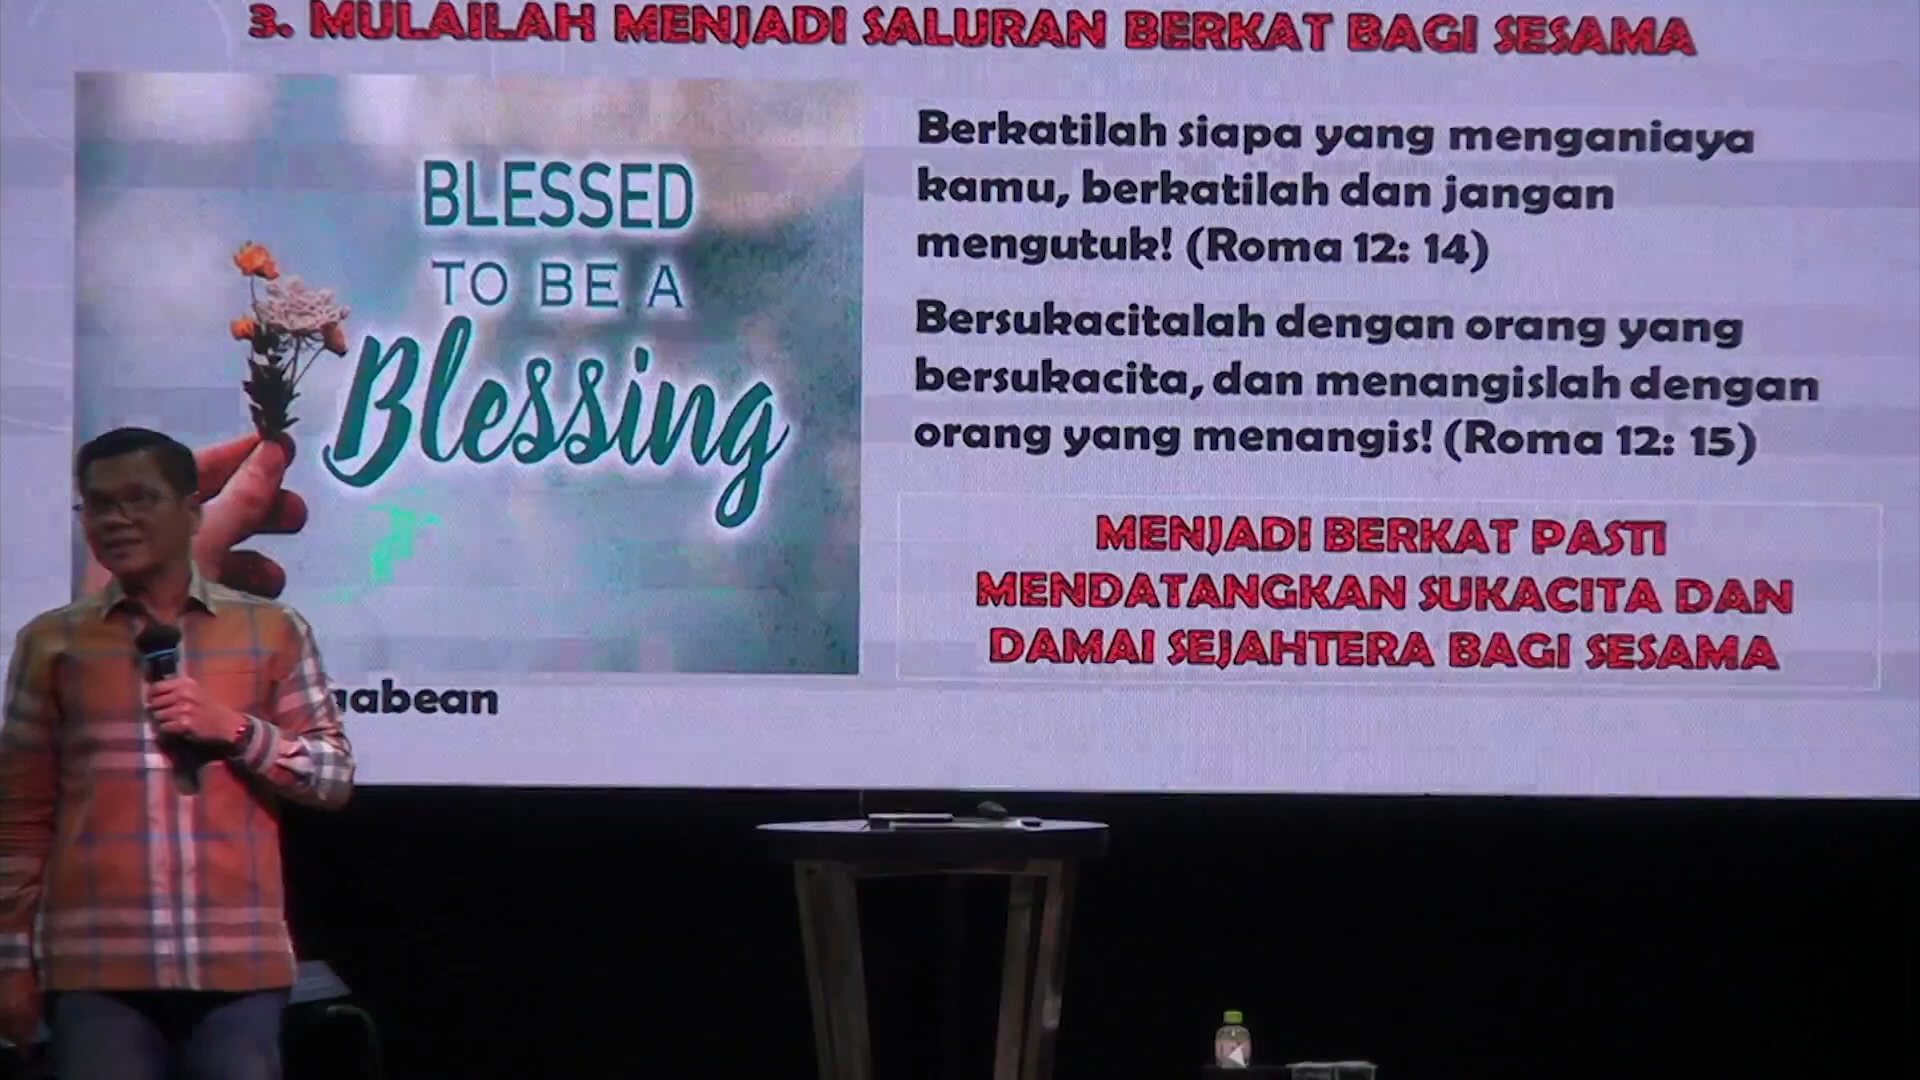 3. MULAILAH MENJADI SALURAN BERKAT BAGI SESAMA
BLESSED
TO BE A
Blessing
Berkatilah siapa yang menganiaya
kamu, berkatilah dan jangan
mengutuk! (Roma 12: 14)
Bersukacitalah dengan orang yang
bersukacita, dan menangislah dengan
orang yang menangis! (Roma 12: 15)
MENJADI BERKAT PASTI
MENDATANGKAN SUKACITA DAN
DAMAI SEJAHTERA BAGI SESAMA